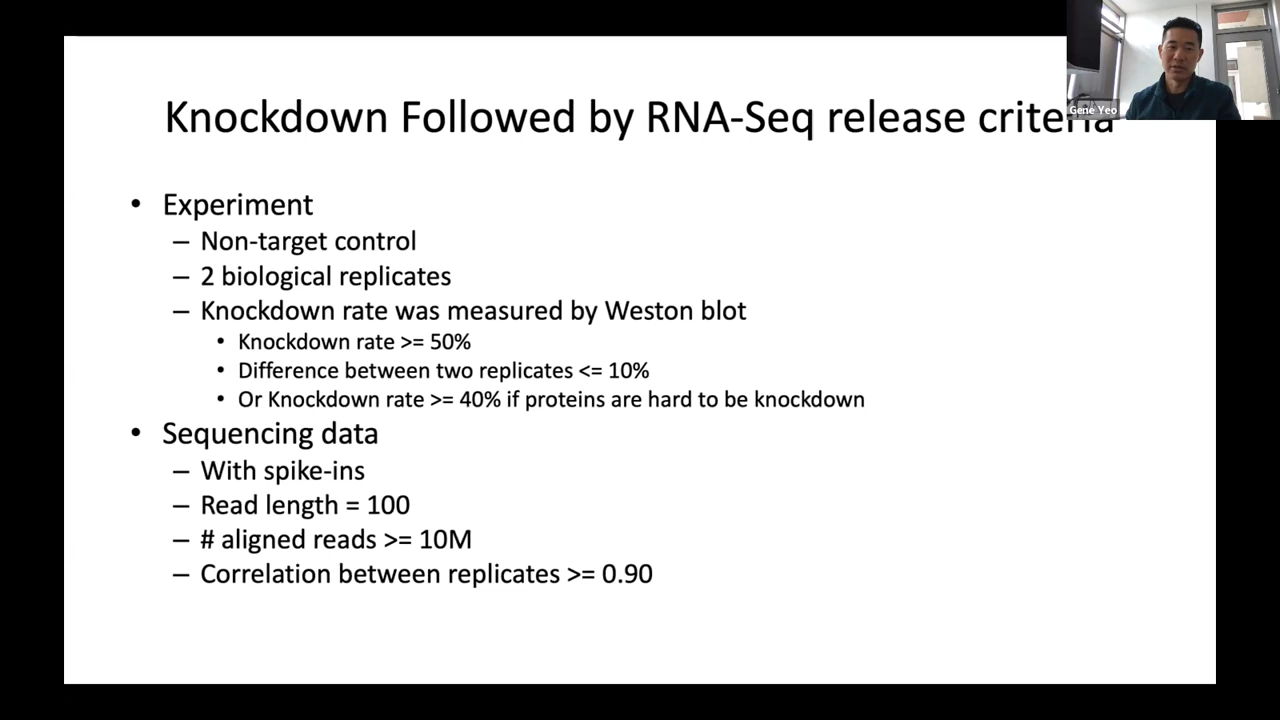 Gene Yeo
Knockdown Followed by RNA-Seq release criteria
• Experiment
– Non-target control
– 2 biological replicates
– Knockdown rate was measured by Weston blot
• Knockdown rate >= 50%
• Difference between two replicates <= 10%
• Or Knockdown rate >= 40% if proteins are hard to be knockdown
• Sequencing data
– With spike-ins
– Read length = 100
– # aligned reads >= 10M
– Correlation between replicates >= 0.90